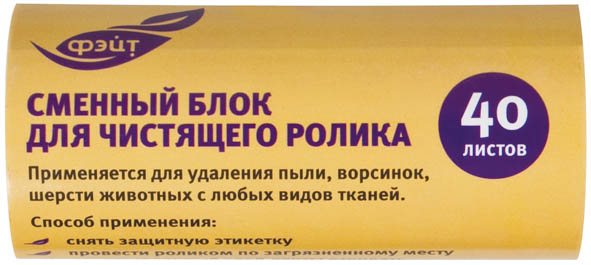 фэйт
СМЕННЫЙ БЛОК
ДЛЯ ЧИСТЯЩЕГО РОЛИКА
40
ЛИСТОВ
Применяется для удаления пыли, ворсинок,
шерсти животных с любых видов тканей.
Способ применения:
снять защитную этикетку
провести роликом по загрязненному месту